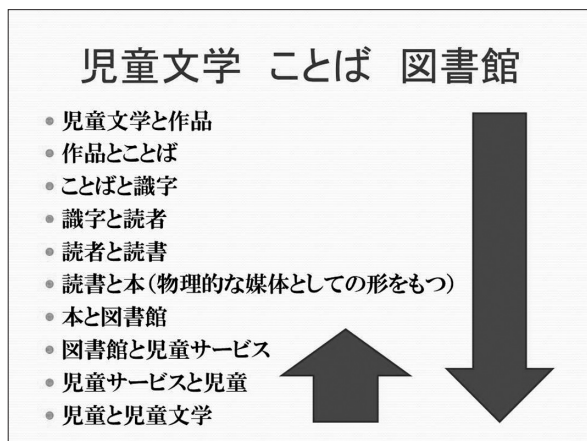 児童文学 ことば 図書館
• 児童文学と作品
• 作品とことば
• ことばと識字
• 識字と読者
• 読者と読書
• 読書と本（物理的な媒体としての形をもつ）
• 本と図書館
• 図書館と児童サービス
• 児童サービスと児童
• 児童と児童文学